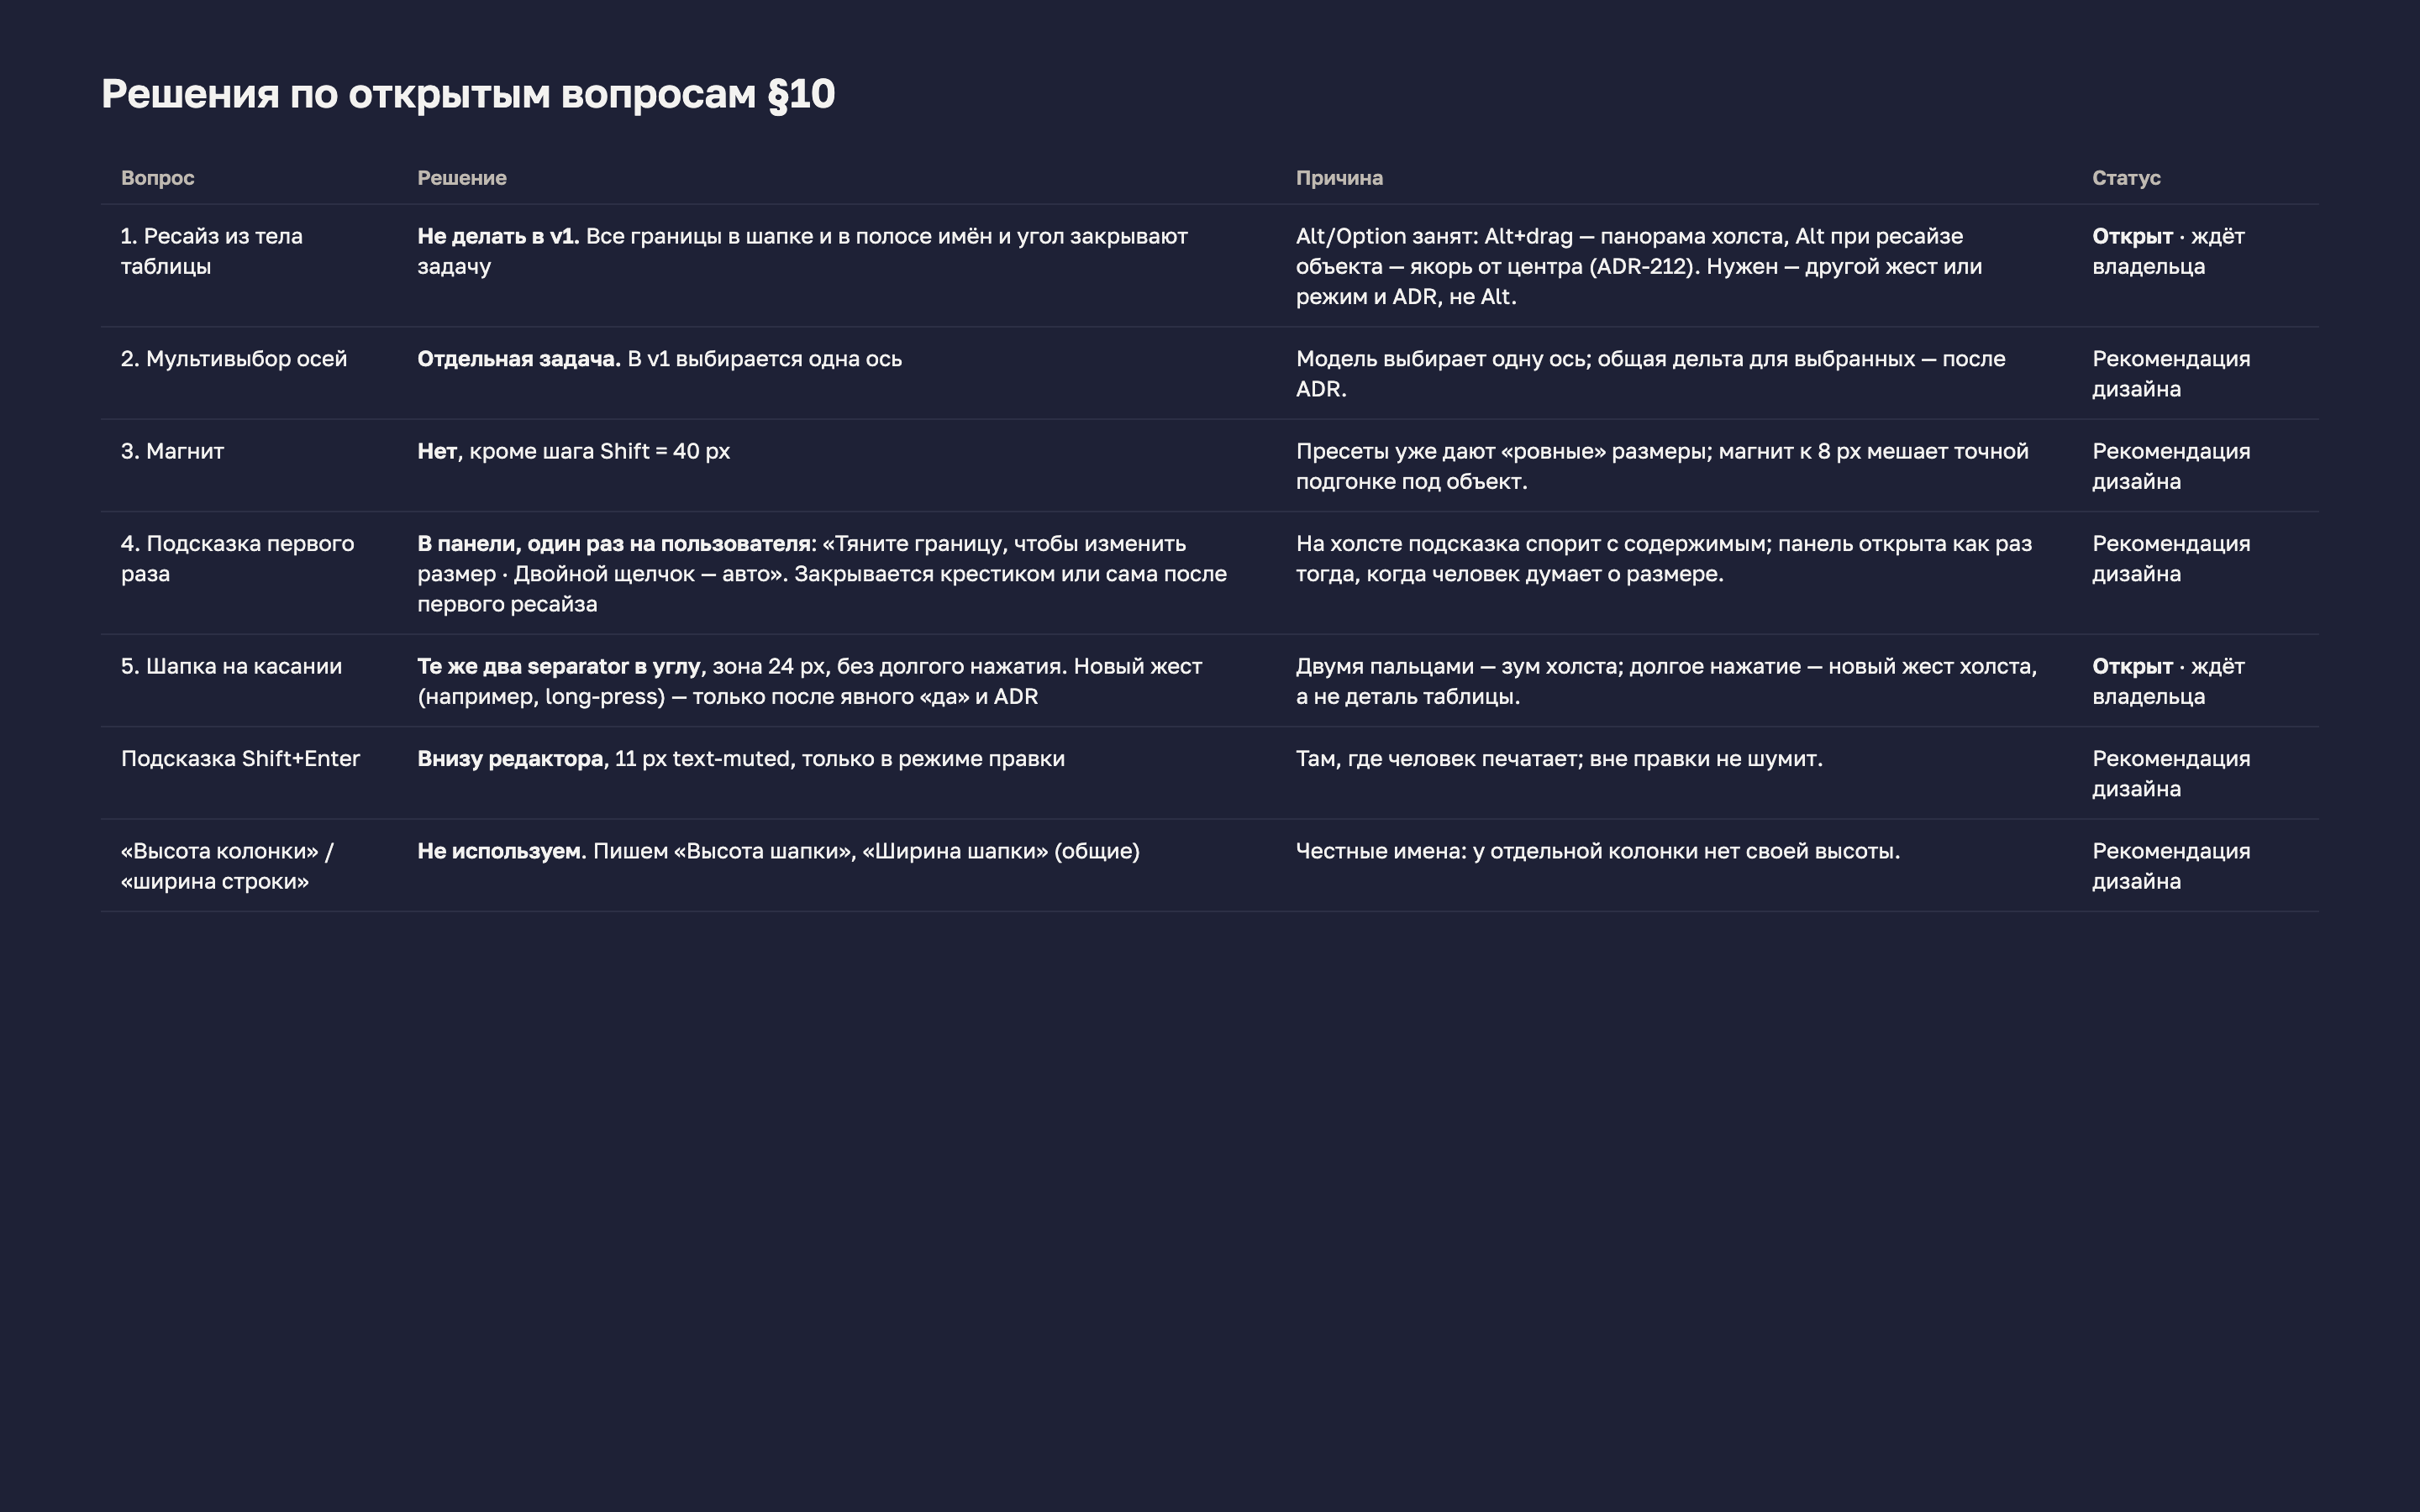 Решения по открытым вопросам §10
Вопрос
Решение
Причина
Статус
1. Ресайз из тела
таблицы
Не делать в v1. Все границы в шапке и в полосе имён и угол закрывают
задачу
Alt/Option занят: Alt+drag — панорама холста, Alt при ресайзе
объекта — якорь от центра (ADR-212). Нужен — другой жест или
режим и ADR, не Alt.
Открыт · ждёт
владельца
2. Мультивыбор осей
Отдельная задача. В v1 выбирается одна ось
Модель выбирает одну ось; общая дельта для выбранных — после
ADR.
Рекомендация
дизайна
3. Магнит
Нет, кроме шага Shift = 40 px
Пресеты уже дают «ровные» размеры; магнит к 8 px мешает точной
подгонке под объект.
Рекомендация
дизайна
4. Подсказка первого
раза
В панели, один раз на пользователя: «Тяните границу, чтобы изменить
размер · Двойной щелчок — авто». Закрывается крестиком или сама после
первого ресайза
На холсте подсказка спорит с содержимым; панель открыта как раз
тогда, когда человек думает о размере.
Рекомендация
дизайна
5. Шапка на касании
Те же два separator в углу, зона 24 px, без долгого нажатия. Новый жест
(например, long-press) — только после явного «да» и ADR
Двумя пальцами — зум холста; долгое нажатие — новый жест холста,
а не деталь таблицы.
Открыт · ждёт
владельца
Подсказка Shift+Enter
Внизу редактора, 11 px text-muted, только в режиме правки
Там, где человек печатает; вне правки не шумит.
Рекомендация
дизайна
«Высота колонки» /
«ширина строки»
Не используем. Пишем «Высота шапки», «Ширина шапки» (общие)
Честные имена: у отдельной колонки нет своей высоты.
Рекомендация
дизайна